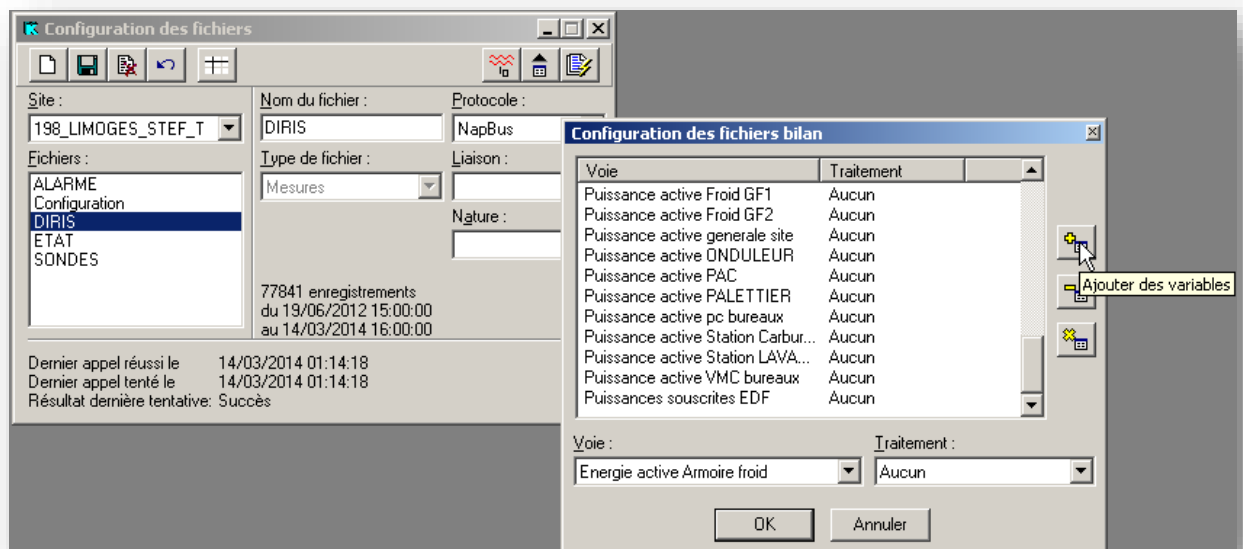 Configuration des fichiers
Site :
198_LIMOGES_STEF_T
Fichiers :
ALARME
Configuration
DIRIS
ETAT
SONDES
Nom du fichier :
DIRIS
Type de fichier :
Mesures
77841 enregistrements
du 19/06/2012 15:00:00
au 14/03/2014 16:00:00
Protocole :
NapBus
Liaison :
Nature :
Dernier appel réussi le 14/03/2014 01:14:18
Dernier appel tenté le 14/03/2014 01:14:18
Résultat dernière tentative: Succès
Configuration des fichiers bilan
Voie Traitement
Puissance active Froid GF1 Aucun
Puissance active Froid GF2 Aucun
Puissance active generale site Aucun
Puissance active ONDULEUR Aucun
Puissance active PAC Aucun
Puissance active PALETTIER Aucun
Puissance active pc bureaux Aucun
Puissance active Station Carbur... Aucun
Puissance active Station LAVA... Aucun
Puissance active VMC bureaux Aucun
Puissances souscrites EDF Aucun
Ajouter des variables
Voie : Traitement :
Energie active Armoire froid Aucun
OK Annuler